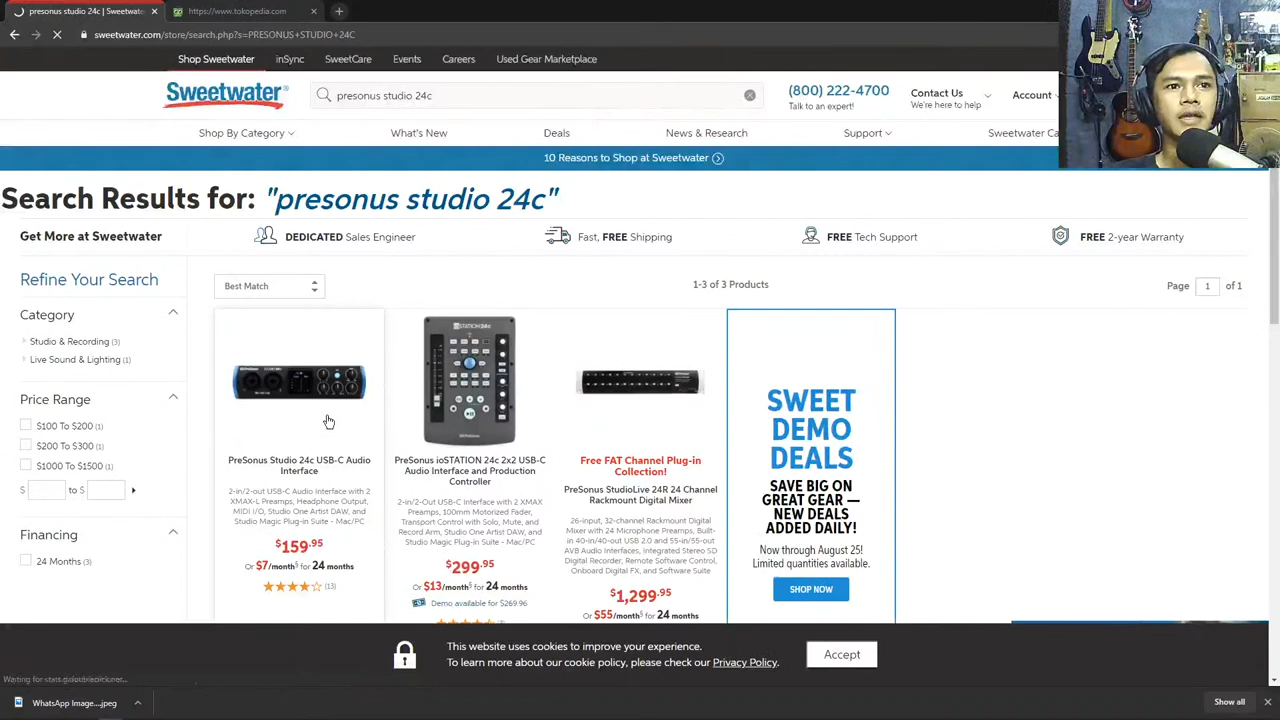 presonus studio 24c | Sweetwate
https://www.tokopedia.com
sweetwater.com/store/search.php?s=PRESONUS+STUDIO+24C
Shop Sweetwater
inSync
SweetCare
Events
Careers
Used Gear Marketplace
Sweetwater
presonus studio 24c
(800) 222-4700
Talk to an expert!
Contact Us
We're here to help
Account
Shop By Category
What's New
Deals
News & Research
Support
Sweetwater Ca
10 Reasons to Shop at Sweetwater
Search Results for: "presonus studio 24c"
Get More at Sweetwater
DEDICATED Sales Engineer
Fast, FREE Shipping
FREE Tech Support
FREE 2-year Warranty
Refine Your Search
Best Match
1-3 of 3 Products
Page 1 of 1
Category
Studio & Recording (3)
Live Sound & Lighting (1)
Price Range
$100 To $200 (1)
$200 To $300 (1)
$1000 To $1500 (1)
$ to $
Financing
24 Months (3)
PreSonus Studio 24c USB-C Audio
Interface
2-in/2-out USB-C Audio Interface with 2
XMAX-L Preamps, Headphone Output,
MIDI I/O, Studio One Artist DAW, and
Studio Magic Plug-in Suite - Mac/PC
$159.95
Or $7/month§ for 24 months
(13)
STATION 24c
PreSonus ioSTATION 24c 2x2 USB-C
Audio Interface and Production
Controller
2-in/2-Out USB-C Interface with 2 XMAX
Preamps, 100mm Motorized Fader,
Transport Control with Solo, Mute, and
Record Arm, Studio One Artist DAW, and
Studio Magic Plug-in Suite - Mac/PC
$299.95
Or $13/month§ for 24 months
Demo available for $269.96
Free FAT Channel Plug-in
Collection!
PreSonus StudioLive 24R 24 Channel
Rackmount Digital Mixer
26-input, 32-channel Rackmount Digital
Mixer with 24 Microphone Preamps, Built-
in 40-in/40-out USB 2.0 and 55-in/55-out
AVB Audio Interfaces, Integrated Stereo SD
Digital Recorder, Remote Software Control,
Onboard Digital FX, and Software Suite
$1,299.95
Or $55/month§ for 24 months
SWEET
DEMO
DEALS
SAVE BIG ON
GREAT GEAR —
NEW DEALS
ADDED DAILY!
Now through August 25!
Limited quantities available.
SHOP NOW
This website uses cookies to improve your experience.
To learn more about our cookie policy, please check our Privacy Policy.
Accept
Waiting for stats.g.doubleclick.net...
WhatsApp Image....jpeg
Show all